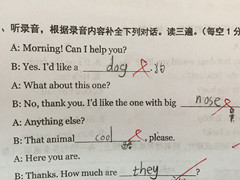 、听录音，根据录音内容补全下列对话。读三遍。(每空1分
A: Morning! Can I help you?
B: Yes. I'd like a dog.
A: What about this one?
B: No, thank you. I'd like the one with big nose.
A: Anything else?
B: That animal cool, please.
A: Here you are.
B: Thanks. How much are they ?